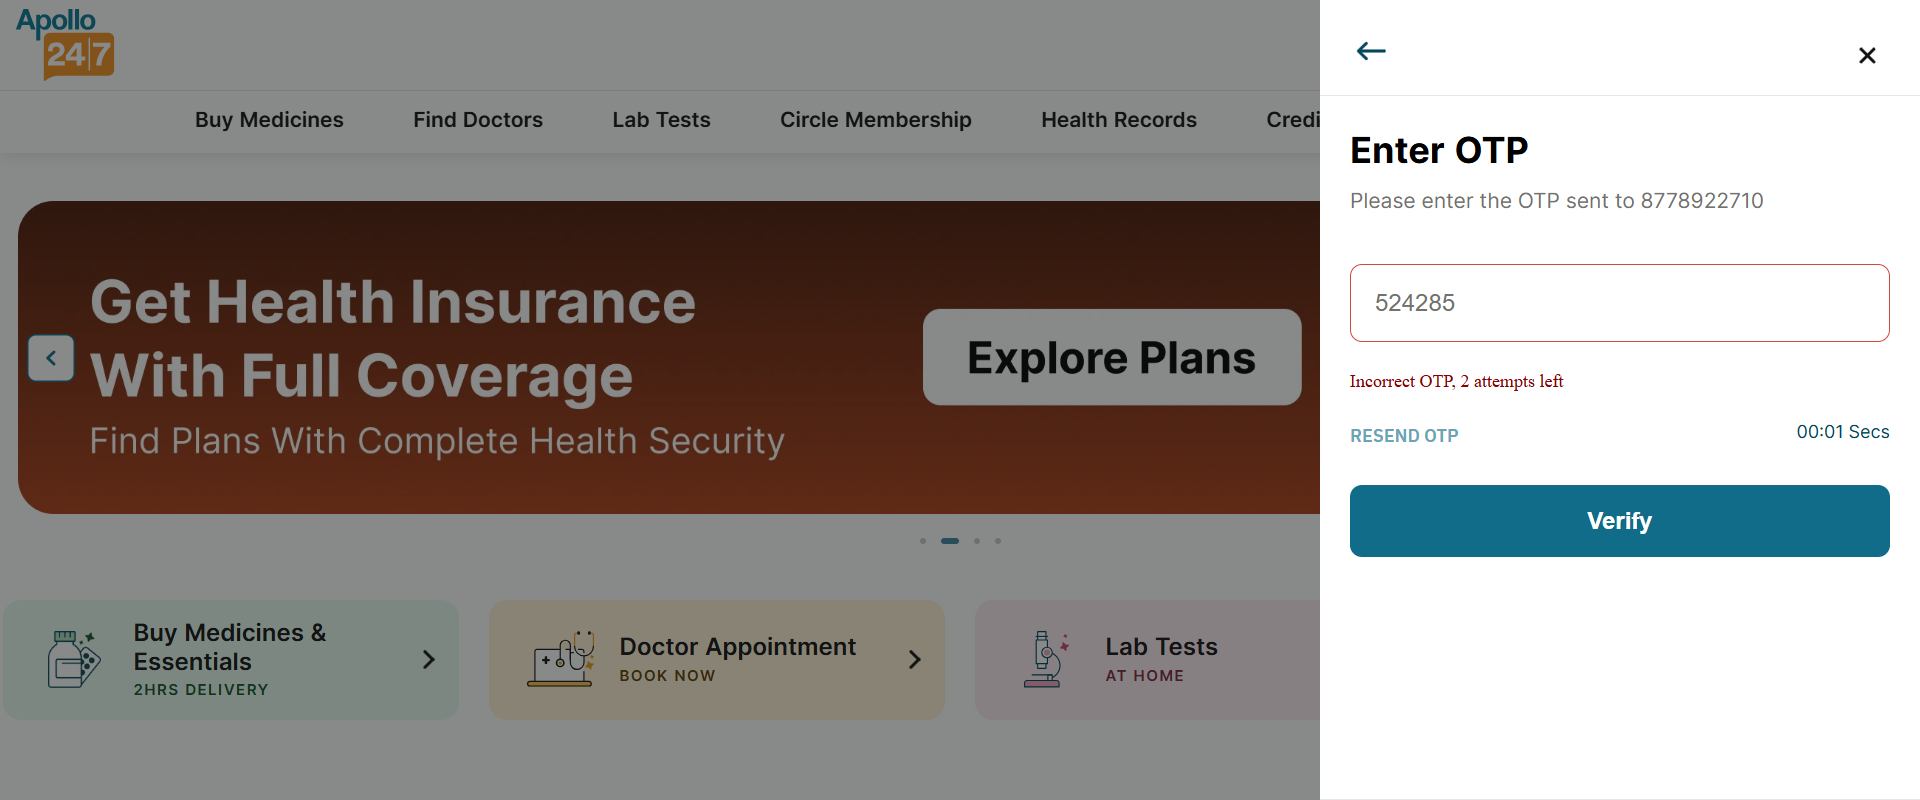 Apollo
24|7
Buy Medicines
Find Doctors
Lab Tests
Circle Membership
Health Records
Credi
Get Health Insurance
With Full Coverage
Find Plans With Complete Health Security
Explore Plans
Buy Medicines &
Essentials
2HRS DELIVERY
Doctor Appointment
BOOK NOW
Lab Tests
AT HOME
Enter OTP
Please enter the OTP sent to 8778922710
524285
Incorrect OTP, 2 attempts left
RESEND OTP
00:01 Secs
Verify